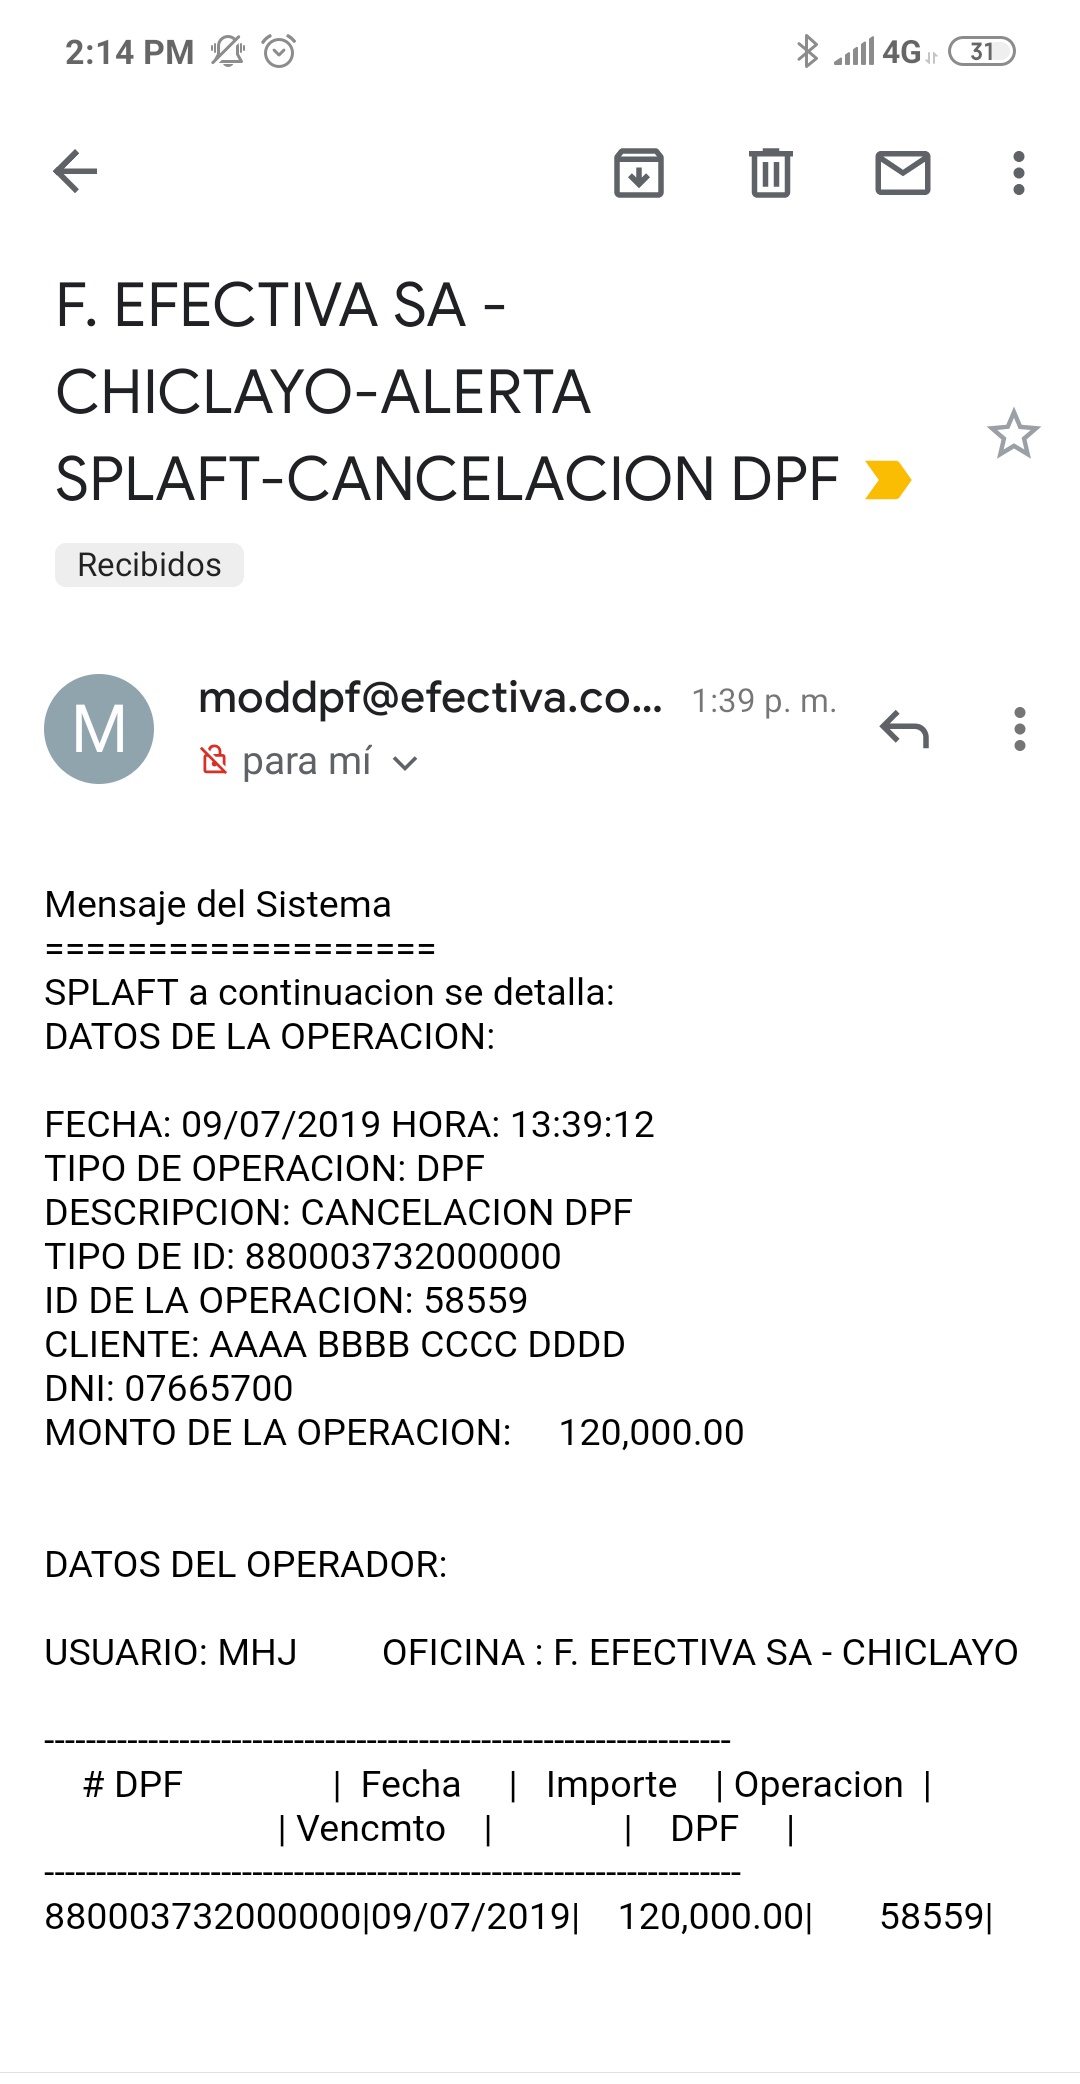 2:14 PM 4G 31
F. EFECTIVA SA -
CHICLAYO-ALERTA
SPLAFT-CANCELACION DPF
Recibidos
M
moddpf@efectiva.co... 1:39 p. m.
para mí
Mensaje del Sistema
===================
SPLAFT a continuacion se detalla:
DATOS DE LA OPERACION:
FECHA: 09/07/2019 HORA: 13:39:12
TIPO DE OPERACION: DPF
DESCRIPCION: CANCELACION DPF
TIPO DE ID: 880003732000000
ID DE LA OPERACION: 58559
CLIENTE: AAAA BBBB CCCC DDDD
DNI: 07665700
MONTO DE LA OPERACION: 120,000.00
DATOS DEL OPERADOR:
USUARIO: MHJ OFICINA : F. EFECTIVA SA - CHICLAYO
------------------------------------------------------------------
# DPF | Fecha | Importe | Operacion |
| Vencmto | | DPF |
-------------------------------------------------------------------
880003732000000|09/07/2019| 120,000.00| 58559|